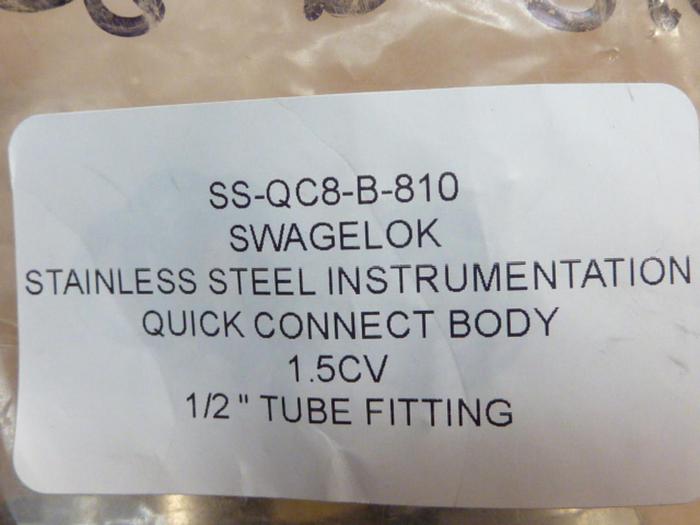 SS-QC8-B-810
SWAGELOK
STAINLESS STEEL INSTRUMENTATION
QUICK CONNECT BODY
1.5CV
1/2" TUBE FITTING